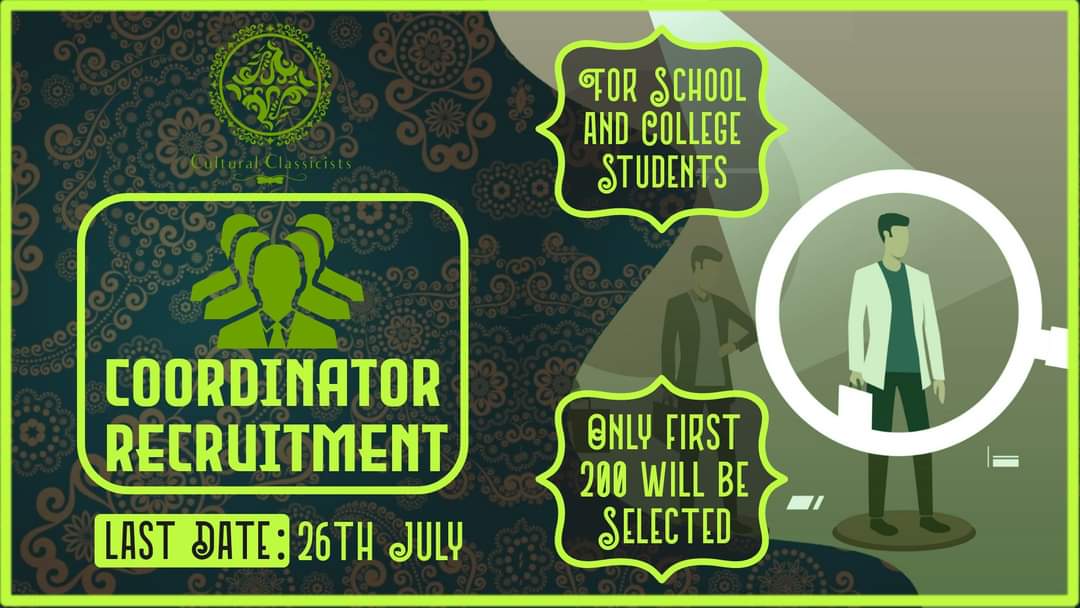 Cultural Classicists
COORDINATOR
RECRUITMENT
LAST DATE: 26TH JULY
FOR SCHOOL
AND COLLEGE
STUDENTS
ONLY FIRST
200 WILL BE
SELECTED